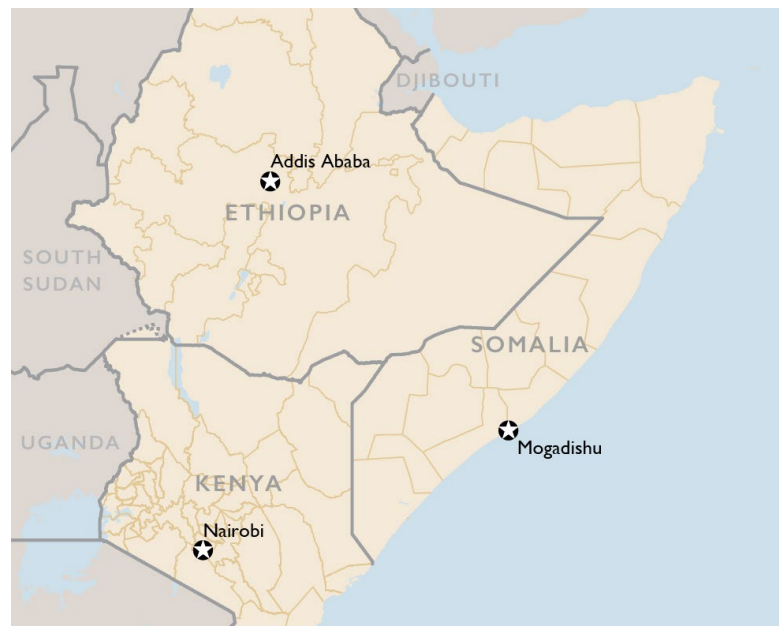 DJIBOUTI
Addis Ababa
ETHIOPIA
SOUTH
SUDAN
SOMALIA
UGANDA
Mogadishu
KENYA
Nairobi